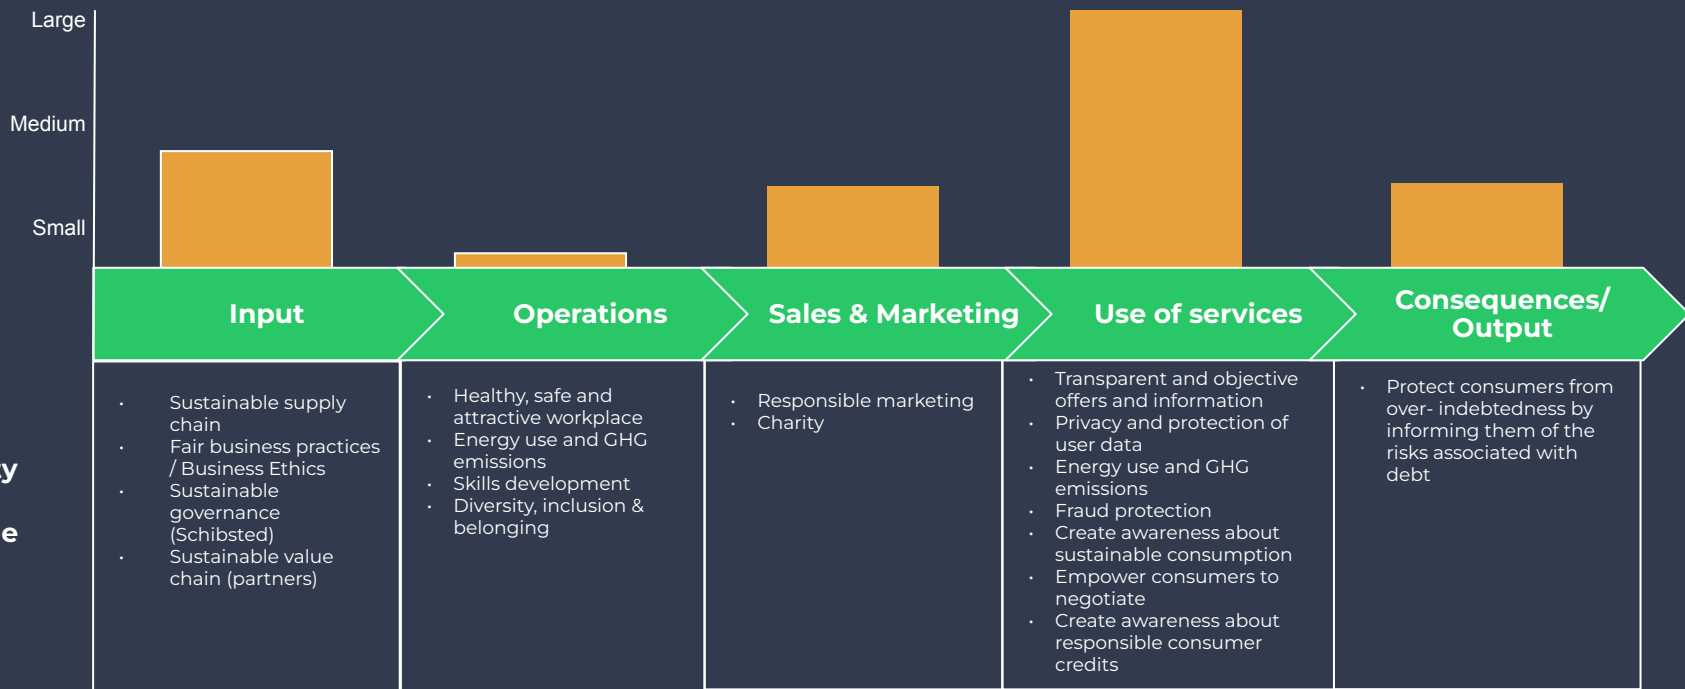 Large
Medium
Small
Input
Operations
Sales & Marketing
Use of services
Consequences/
Output
• Sustainable supply
chain
• Fair business practices
/ Business Ethics
• Sustainable
governance
(Schibsted)
• Sustainable value
chain (partners)
• Healthy, safe and
attractive workplace
• Energy use and GHG
emissions
• Skills development
• Diversity, inclusion &
belonging
• Responsible marketing
• Charity
• Transparent and objective
offers and information
• Privacy and protection of
user data
• Energy use and GHG
emissions
• Fraud protection
• Create awareness about
sustainable consumption
• Empower consumers to
negotiate
• Create awareness about
responsible consumer
credits
• Protect consumers from
over- indebtedness by
informing them of the
risks associated with
debt